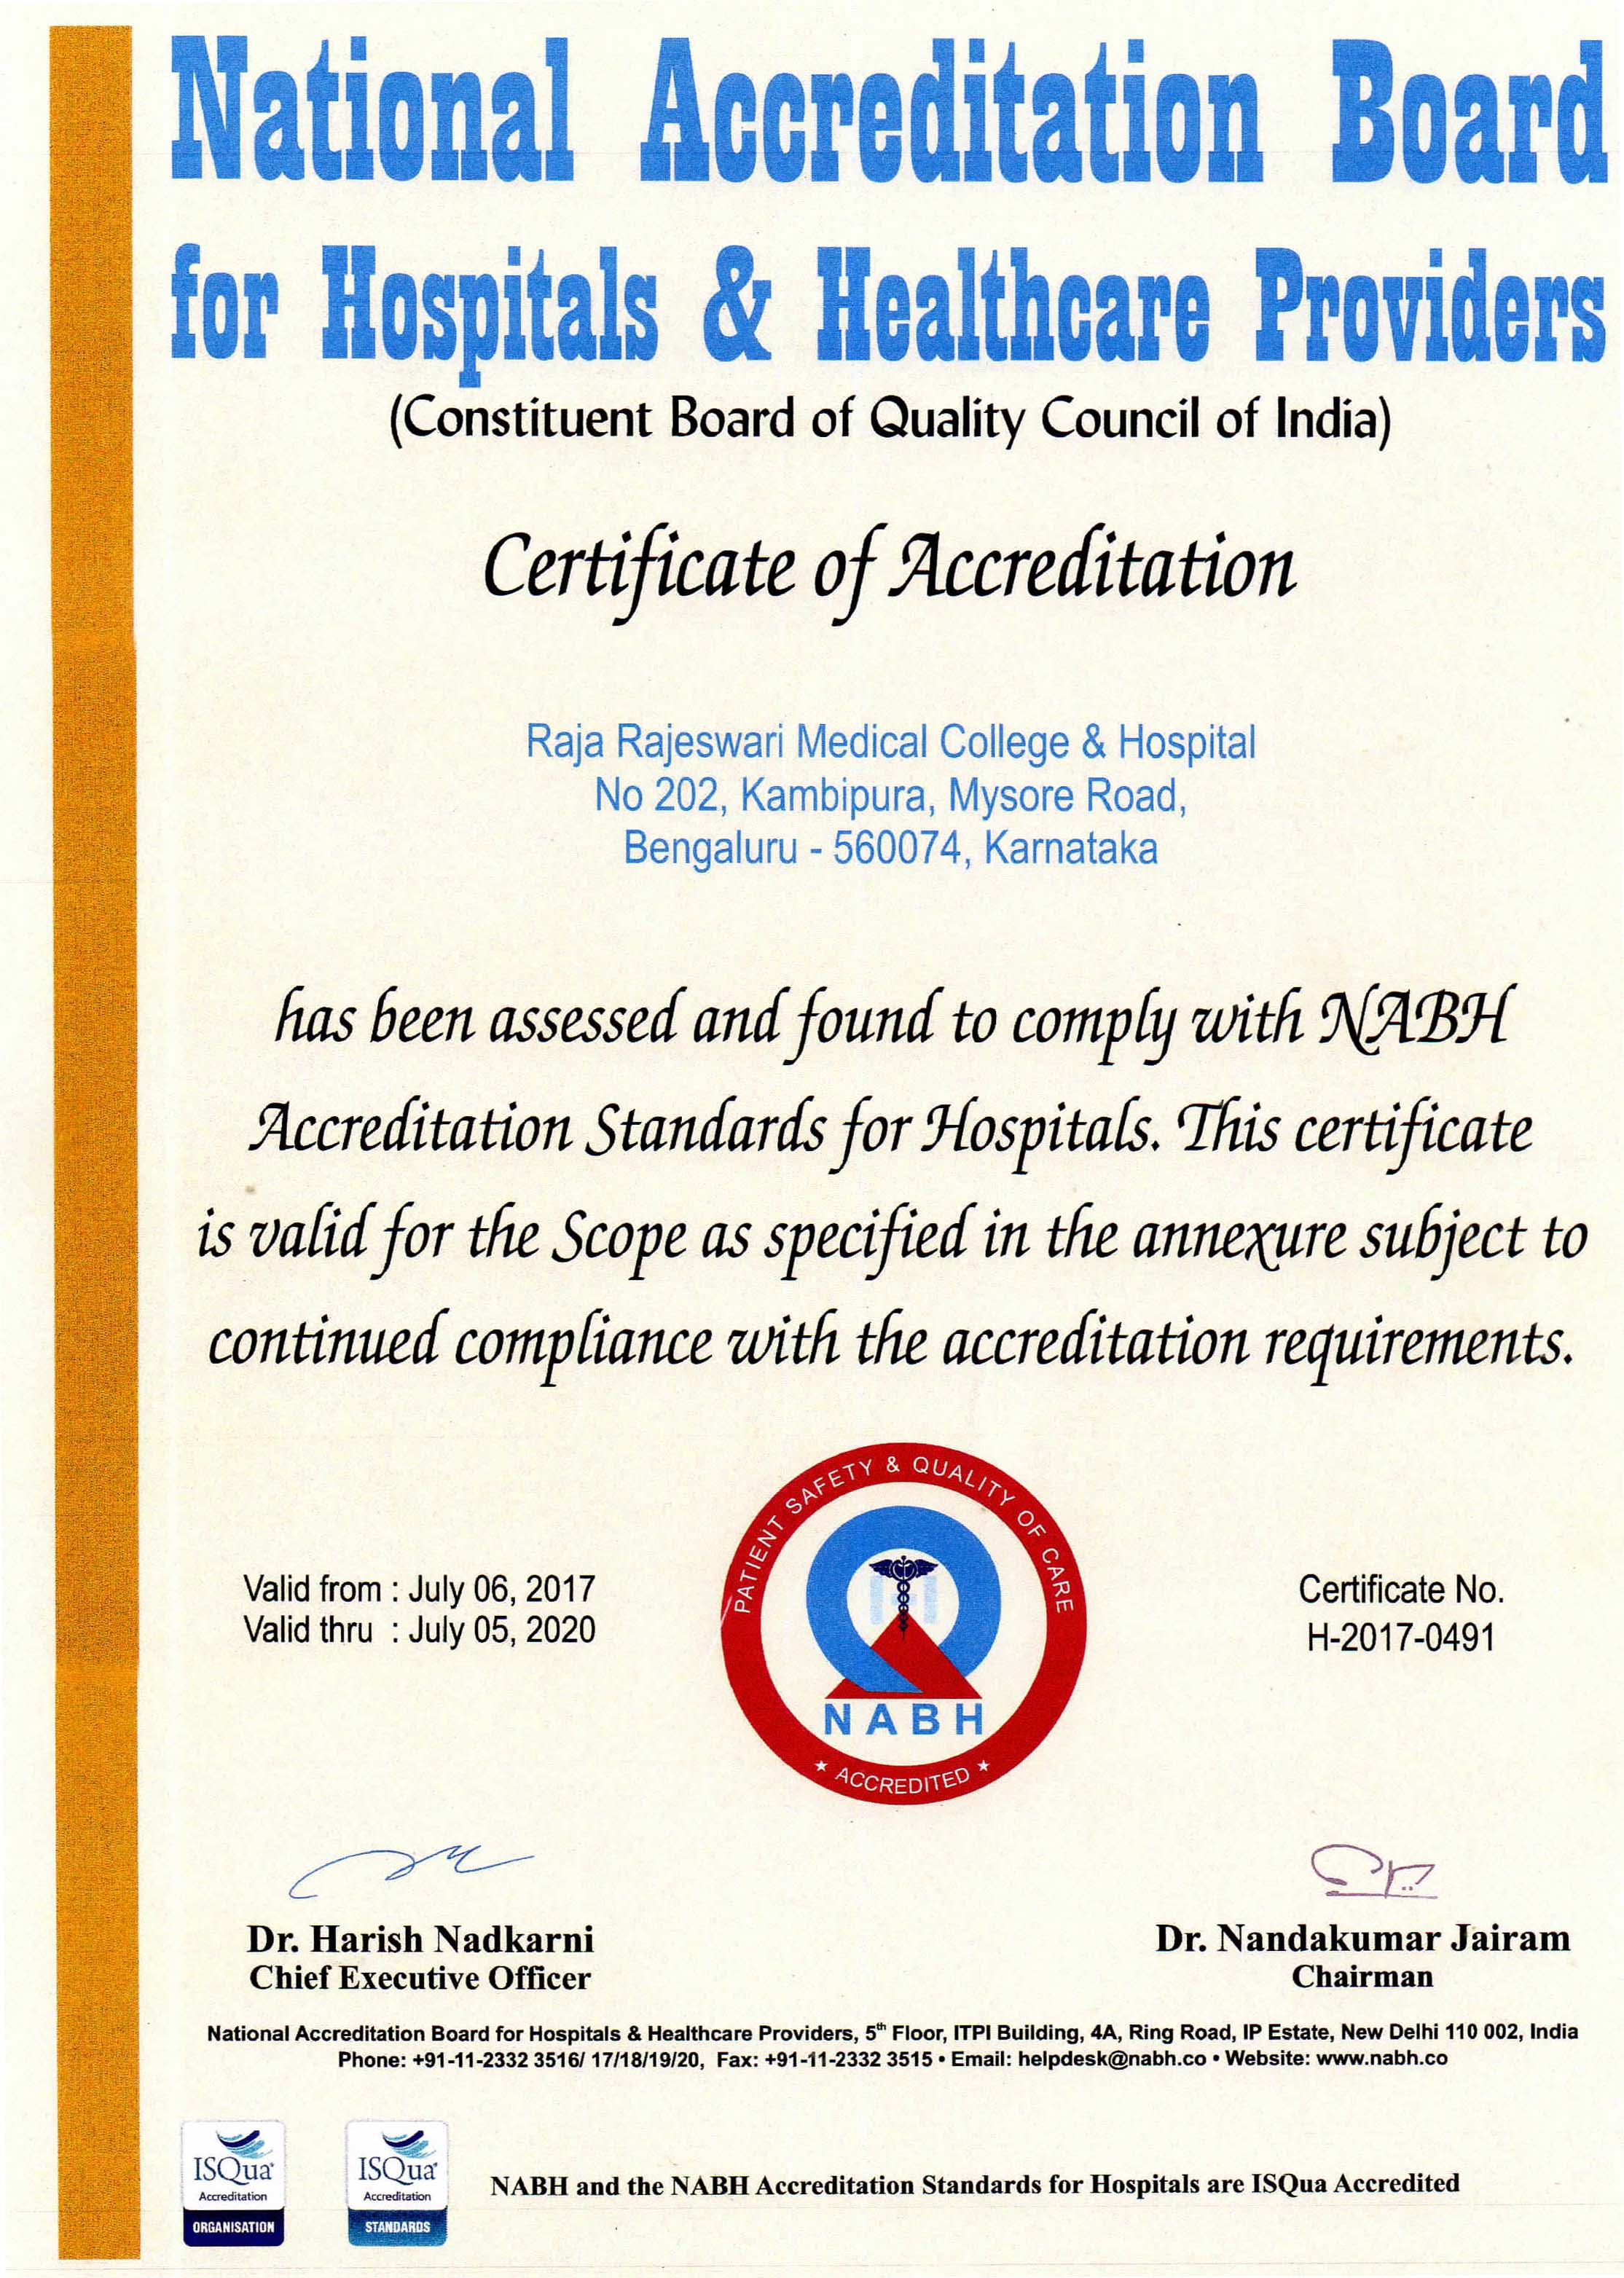 National Accreditation Board
for Hospitals & Healthcare Providers
(Constituent Board of Quality Council of India)
Certificate of Accreditation
Raja Rajeswari Medical College & Hospital
No 202, Kambipura, Mysore Road,
Bengaluru - 560074, Karnataka
has been assessed and found to comply with NABH
Accreditation Standards for Hospitals. This certificate
is valid for the Scope as specified in the annexure subject to
continued compliance with the accreditation requirements.
PATIENT SAFETY & QUALITY OF CARE
NABH
★ ACCREDITED ★
Valid from : July 06, 2017
Valid thru : July 05, 2020
Certificate No.
H-2017-0491
Dr. Harish Nadkarni
Chief Executive Officer
Dr. Nandakumar Jairam
Chairman
National Accreditation Board for Hospitals & Healthcare Providers, 5th Floor, ITPI Building, 4A, Ring Road, IP Estate, New Delhi 110 002, India
Phone: +91-11-2332 3516/ 17/18/19/20, Fax: +91-11-2332 3515 • Email: helpdesk@nabh.co • Website: www.nabh.co
ISQua
Accreditation
ORGANISATION
ISQua
Accreditation
STANDARDS
NABH and the NABH Accreditation Standards for Hospitals are ISQua Accredited